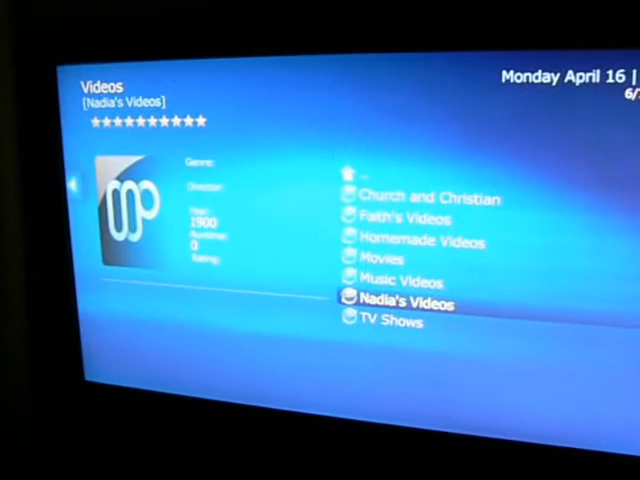 Videos
[Nadia's Videos]
Monday April 16 |
6/
Genre:
Director:
Year:
1900
Runtime:
0
Rating:
..
Church and Christian
Faith's Videos
Homemade Videos
Movies
Music Videos
Nadia's Videos
TV Shows